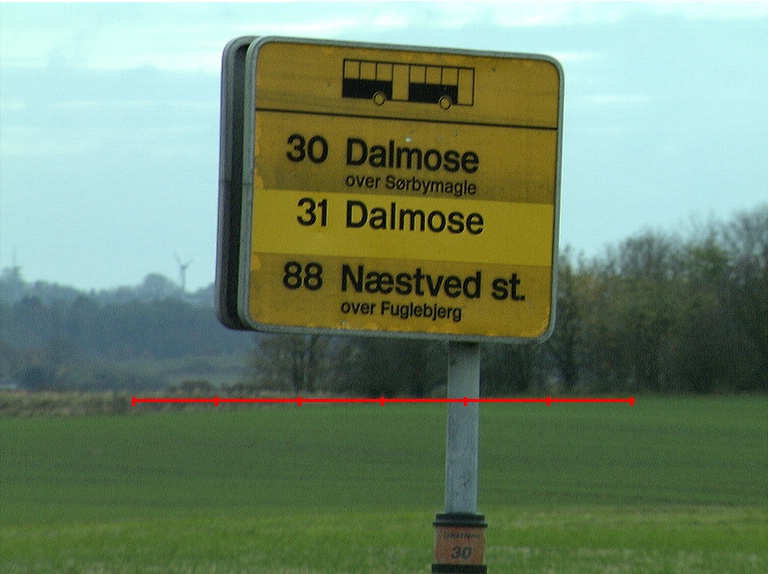 30 Dalmose
over Sørbymagle
31 Dalmose
88 Næstved st.
over Fuglebjerg
30